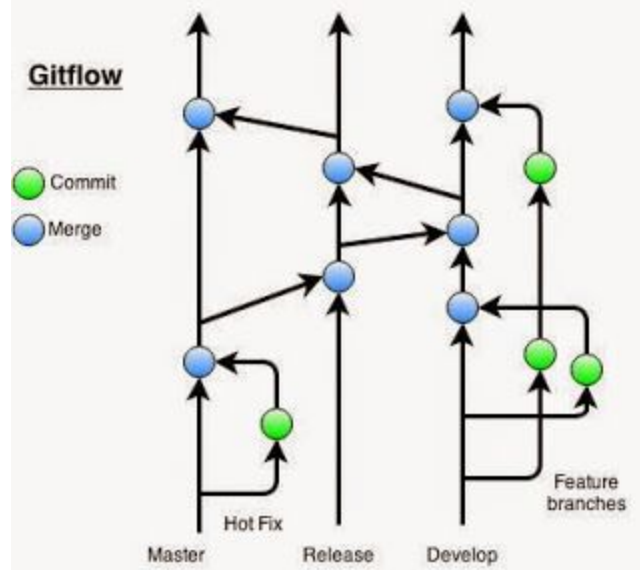 Gitflow
Commit
Merge
Feature
branches
Hot Fix
Master
Release
Develop